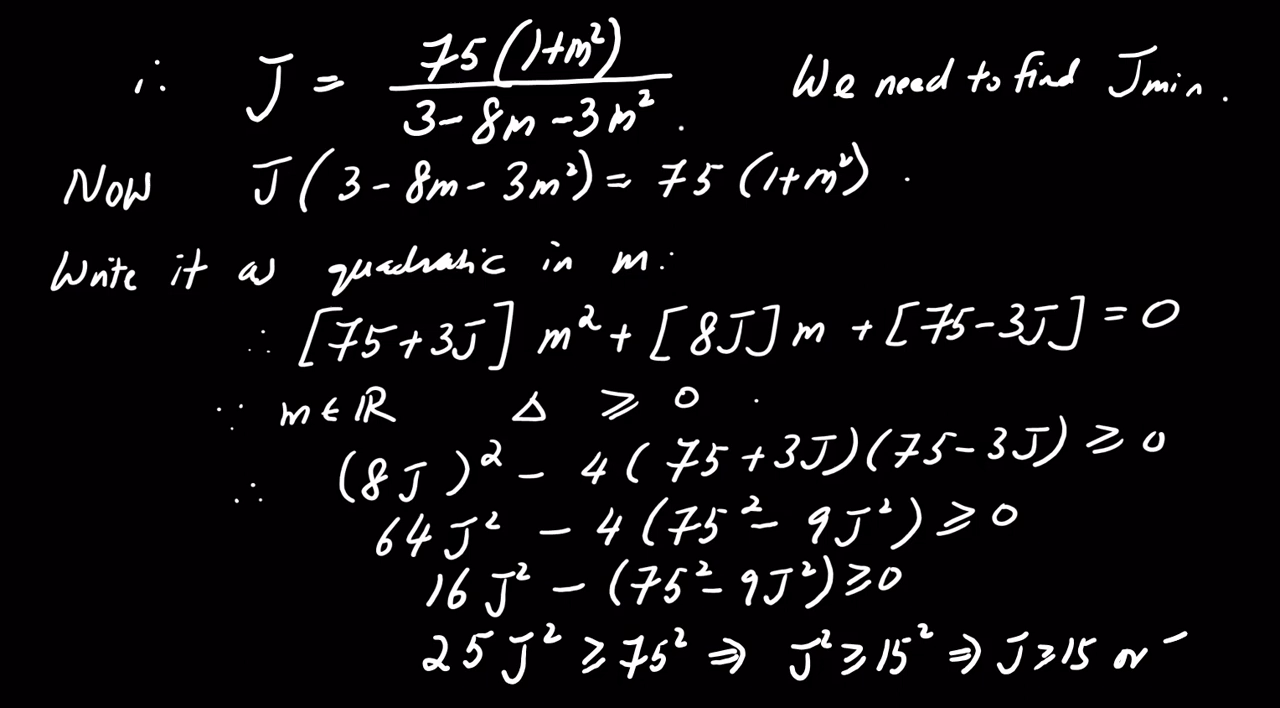 ∴ J = 75(1+m²) / 3-8m-3m². We need to find Jmin.
Now J(3-8m-3m²) = 75(1+m²).
Write it as quadratic in m:
∴ [75+3J] m² + [8J] m + [75-3J] = 0
∵ m∈ℝ Δ ≥ 0.
∴ (8J)² - 4(75+3J)(75-3J) ≥ 0
64J² - 4(75² - 9J²) ≥ 0
16J² - (75² - 9J²) ≥ 0
25J² ≥ 75² ⇒ J² ≥ 15² ⇒ J ≥ 15 or -